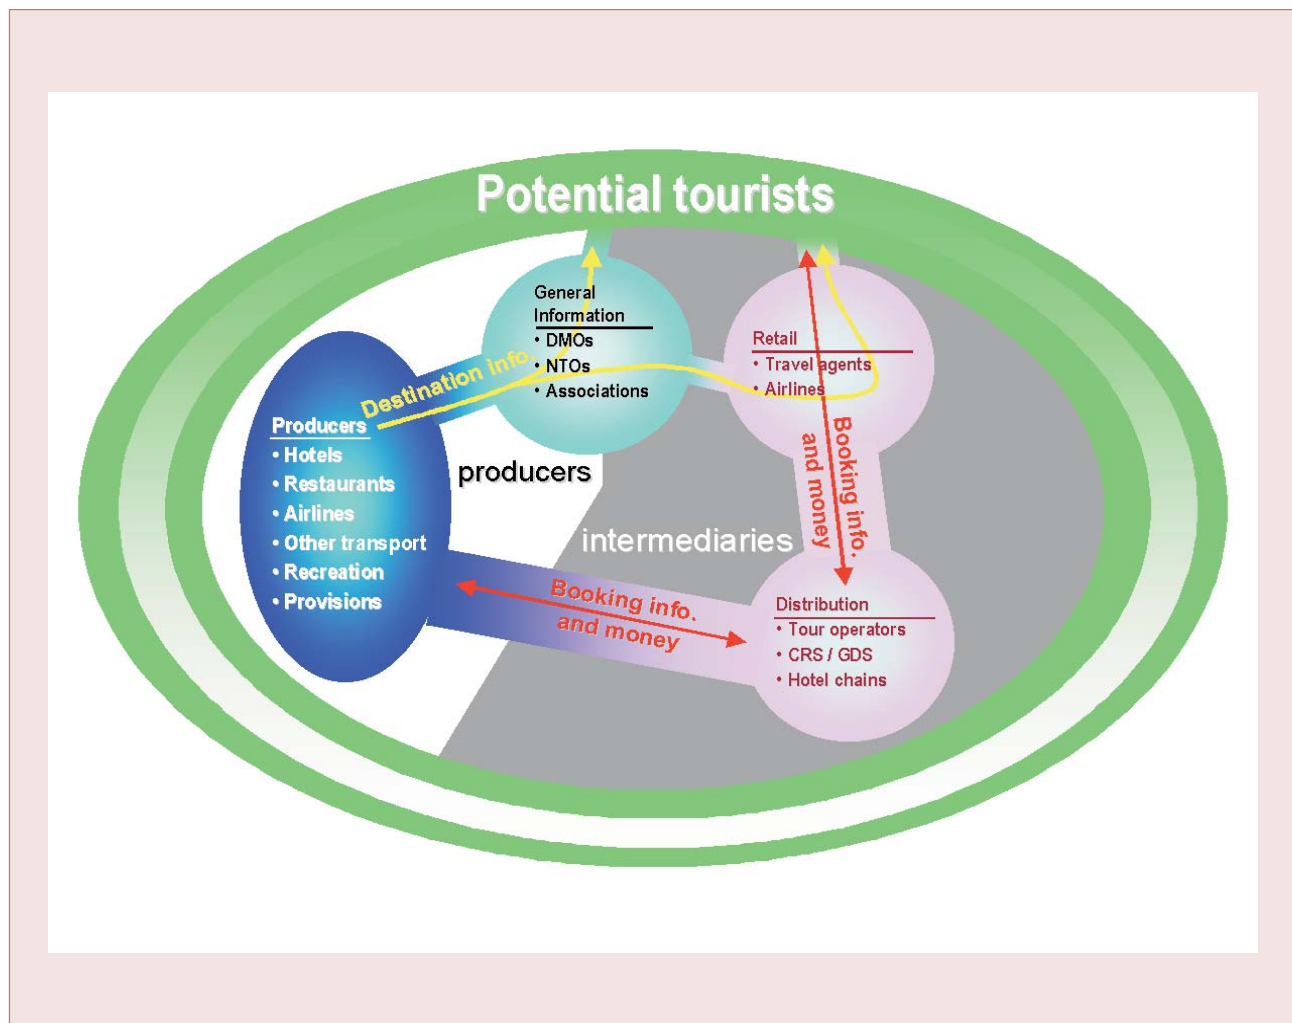 Potential tourists
General
Information
• DMOs
• NTOs
• Associations
Retail
• Travel agents
• Airlines
Destination info.
Producers
• Hotels
• Restaurants
• Airlines
• Other transport
• Recreation
• Provisions
producers
intermediaries
Booking info.
and money
Booking info.
and money
Distribution
• Tour operators
• CRS / GDS
• Hotel chains